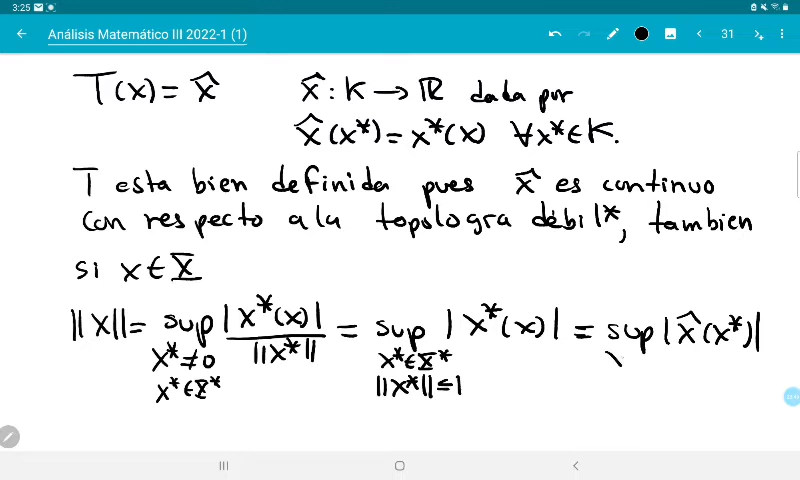 3:25
Análisis Matemático III 2022-1 (1)
31
T(x) = x̂   x̂ : K → ℝ dada por
x̂(x*) = x*(x) ∀x* ∈ K.
T esta bien definida pues x̂ es continuo
con respecto a la topologra débil*, tambien
si x ∈ X
||x|| = sup |x*(x)| / ||x*|| = sup |x*(x)| = sup |x̂(x*)|
x* ≠ 0   x* ∈ X*
x* ∈ X*   ||x*|| ≤ 1